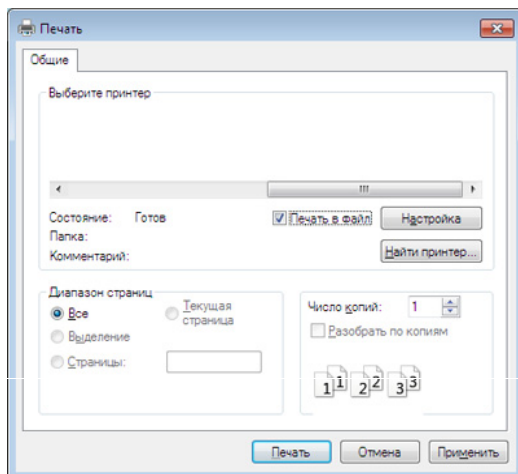 Печать
Общие
Выберите принтер
Состояние: Готов
Печать в файл
Настройка
Папка:
Комментарий:
Найти принтер...
Диапазон страниц
Все
Текущая страница
Выделение
Страницы:
Число копий: 1
Разобрать по копиям
1 1 2 2 3 3
Печать
Отмена
Применить